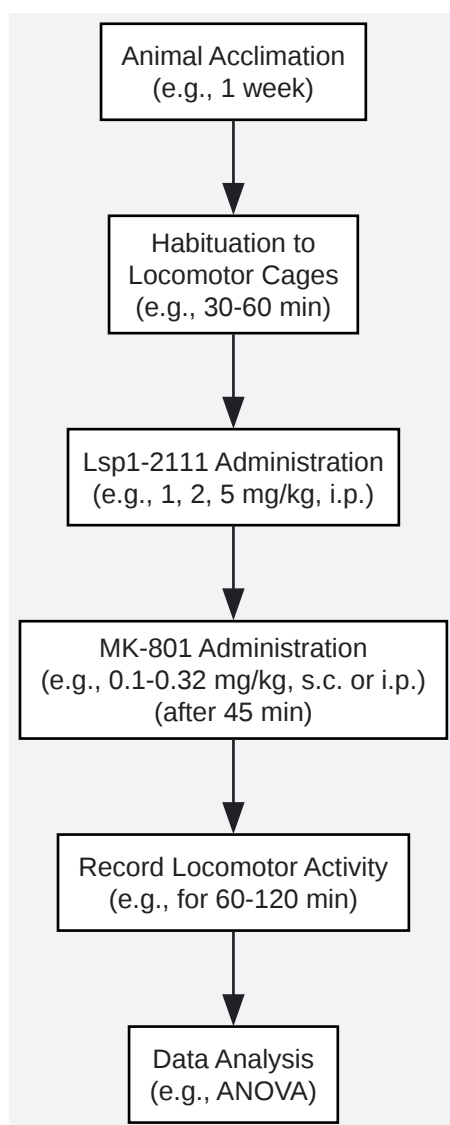 Animal Acclimation
(e.g., 1 week)
Habituation to
Locomotor Cages
(e.g., 30-60 min)
Lsp1-2111 Administration
(e.g., 1, 2, 5 mg/kg, i.p.)
MK-801 Administration
(e.g., 0.1-0.32 mg/kg, s.c. or i.p.)
(after 45 min)
Record Locomotor Activity
(e.g., for 60-120 min)
Data Analysis
(e.g., ANOVA)